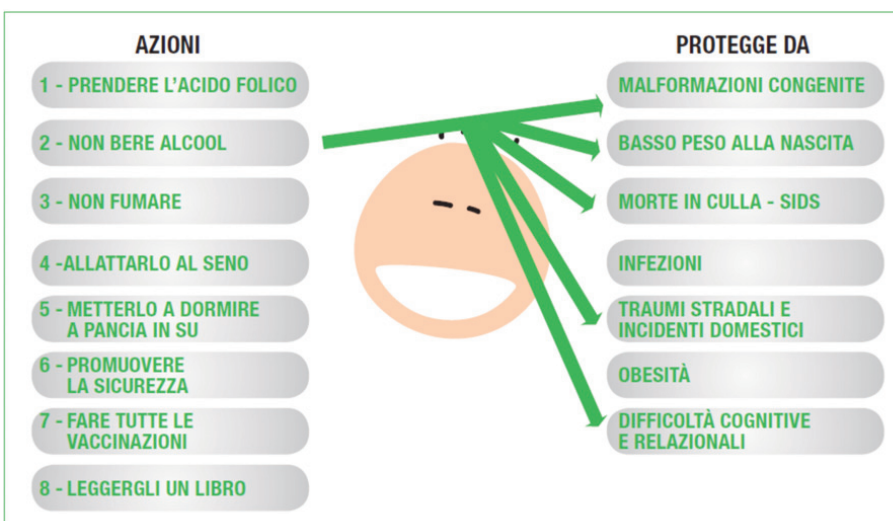 AZIONI
1 - PRENDERE L'ACIDO FOLICO
2 - NON BERE ALCOOL
3 - NON FUMARE
4 -ALLATTARLO AL SENO
5 - METTERLO A DORMIRE
A PANCIA IN SU
6 - PROMUOVERE
LA SICUREZZA
7 - FARE TUTTE LE
VACCINAZIONI
8 - LEGGERGLI UN LIBRO
PROTEGGE DA
MALFORMAZIONI CONGENITE
BASSO PESO ALLA NASCITA
MORTE IN CULLA - SIDS
INFEZIONI
TRAUMI STRADALI E
INCIDENTI DOMESTICI
OBESITÀ
DIFFICOLTÀ COGNITIVE
E RELAZIONALI